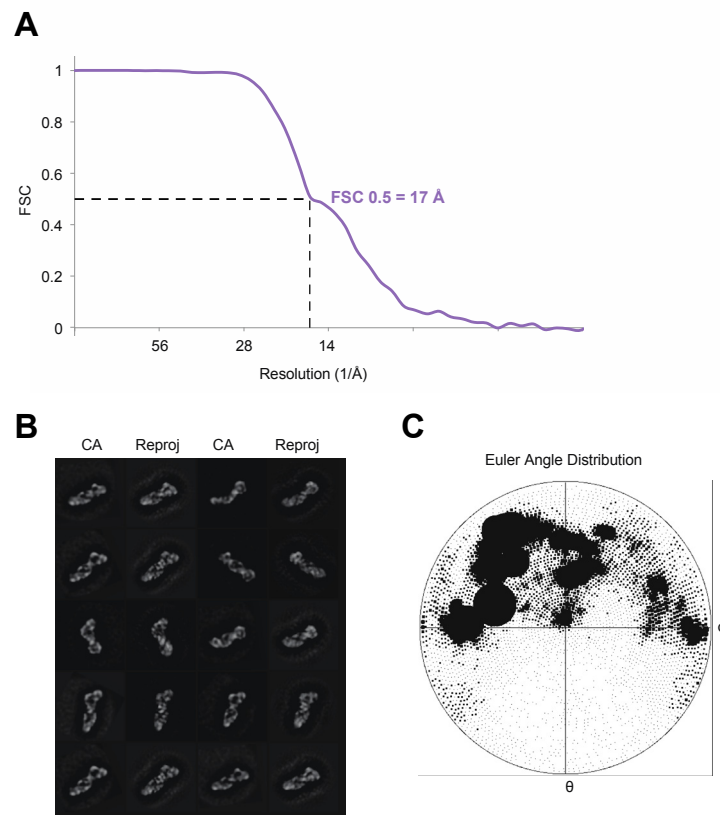 A
1
0.8
0.6
0.4
0.2
0
FSC
FSC 0.5 = 17 Å
56 28 14
Resolution (1/Å)
B
CA Reproj CA Reproj
C
Euler Angle Distribution
θ